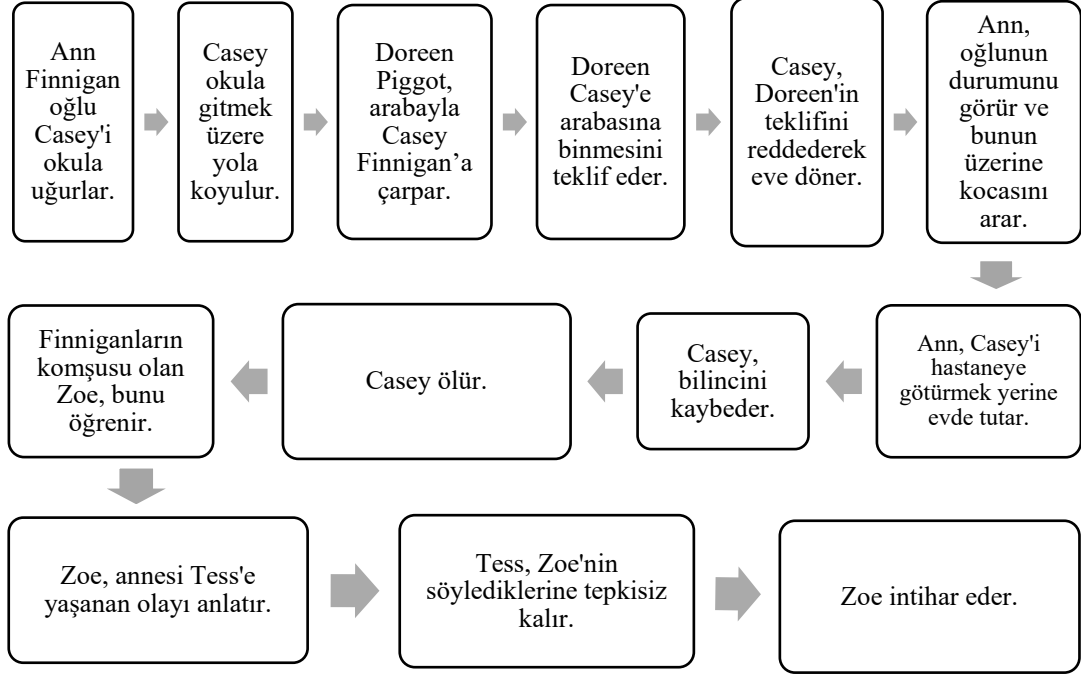 Ann
Finnigan
oğlu
Casey'i
okula
uğurlar.
Casey
okula
gitmek
üzere
yola
koyulur.
Doreen
Piggot,
arabayla
Casey
Finnigan’a
çarpar.
Doreen
Casey'e
arabasına
binmesini
teklif eder.
Casey,
Doreen'in
teklifini
reddederek
eve döner.
Ann,
oğlunun
durumunu
görür ve
bunun
üzerine
kocasını
arar.
Ann, Casey'i
hastaneye
götürmek yerine
evde tutar.
Casey,
bilincini
kaybeder.
Casey ölür.
Finniganların
komşusu olan
Zoe, bunu
öğrenir.
Zoe, annesi Tess'e
yaşanan olayı anlatır.
Tess, Zoe'nin
söylediklerine tepkisiz
kalır.
Zoe intihar eder.